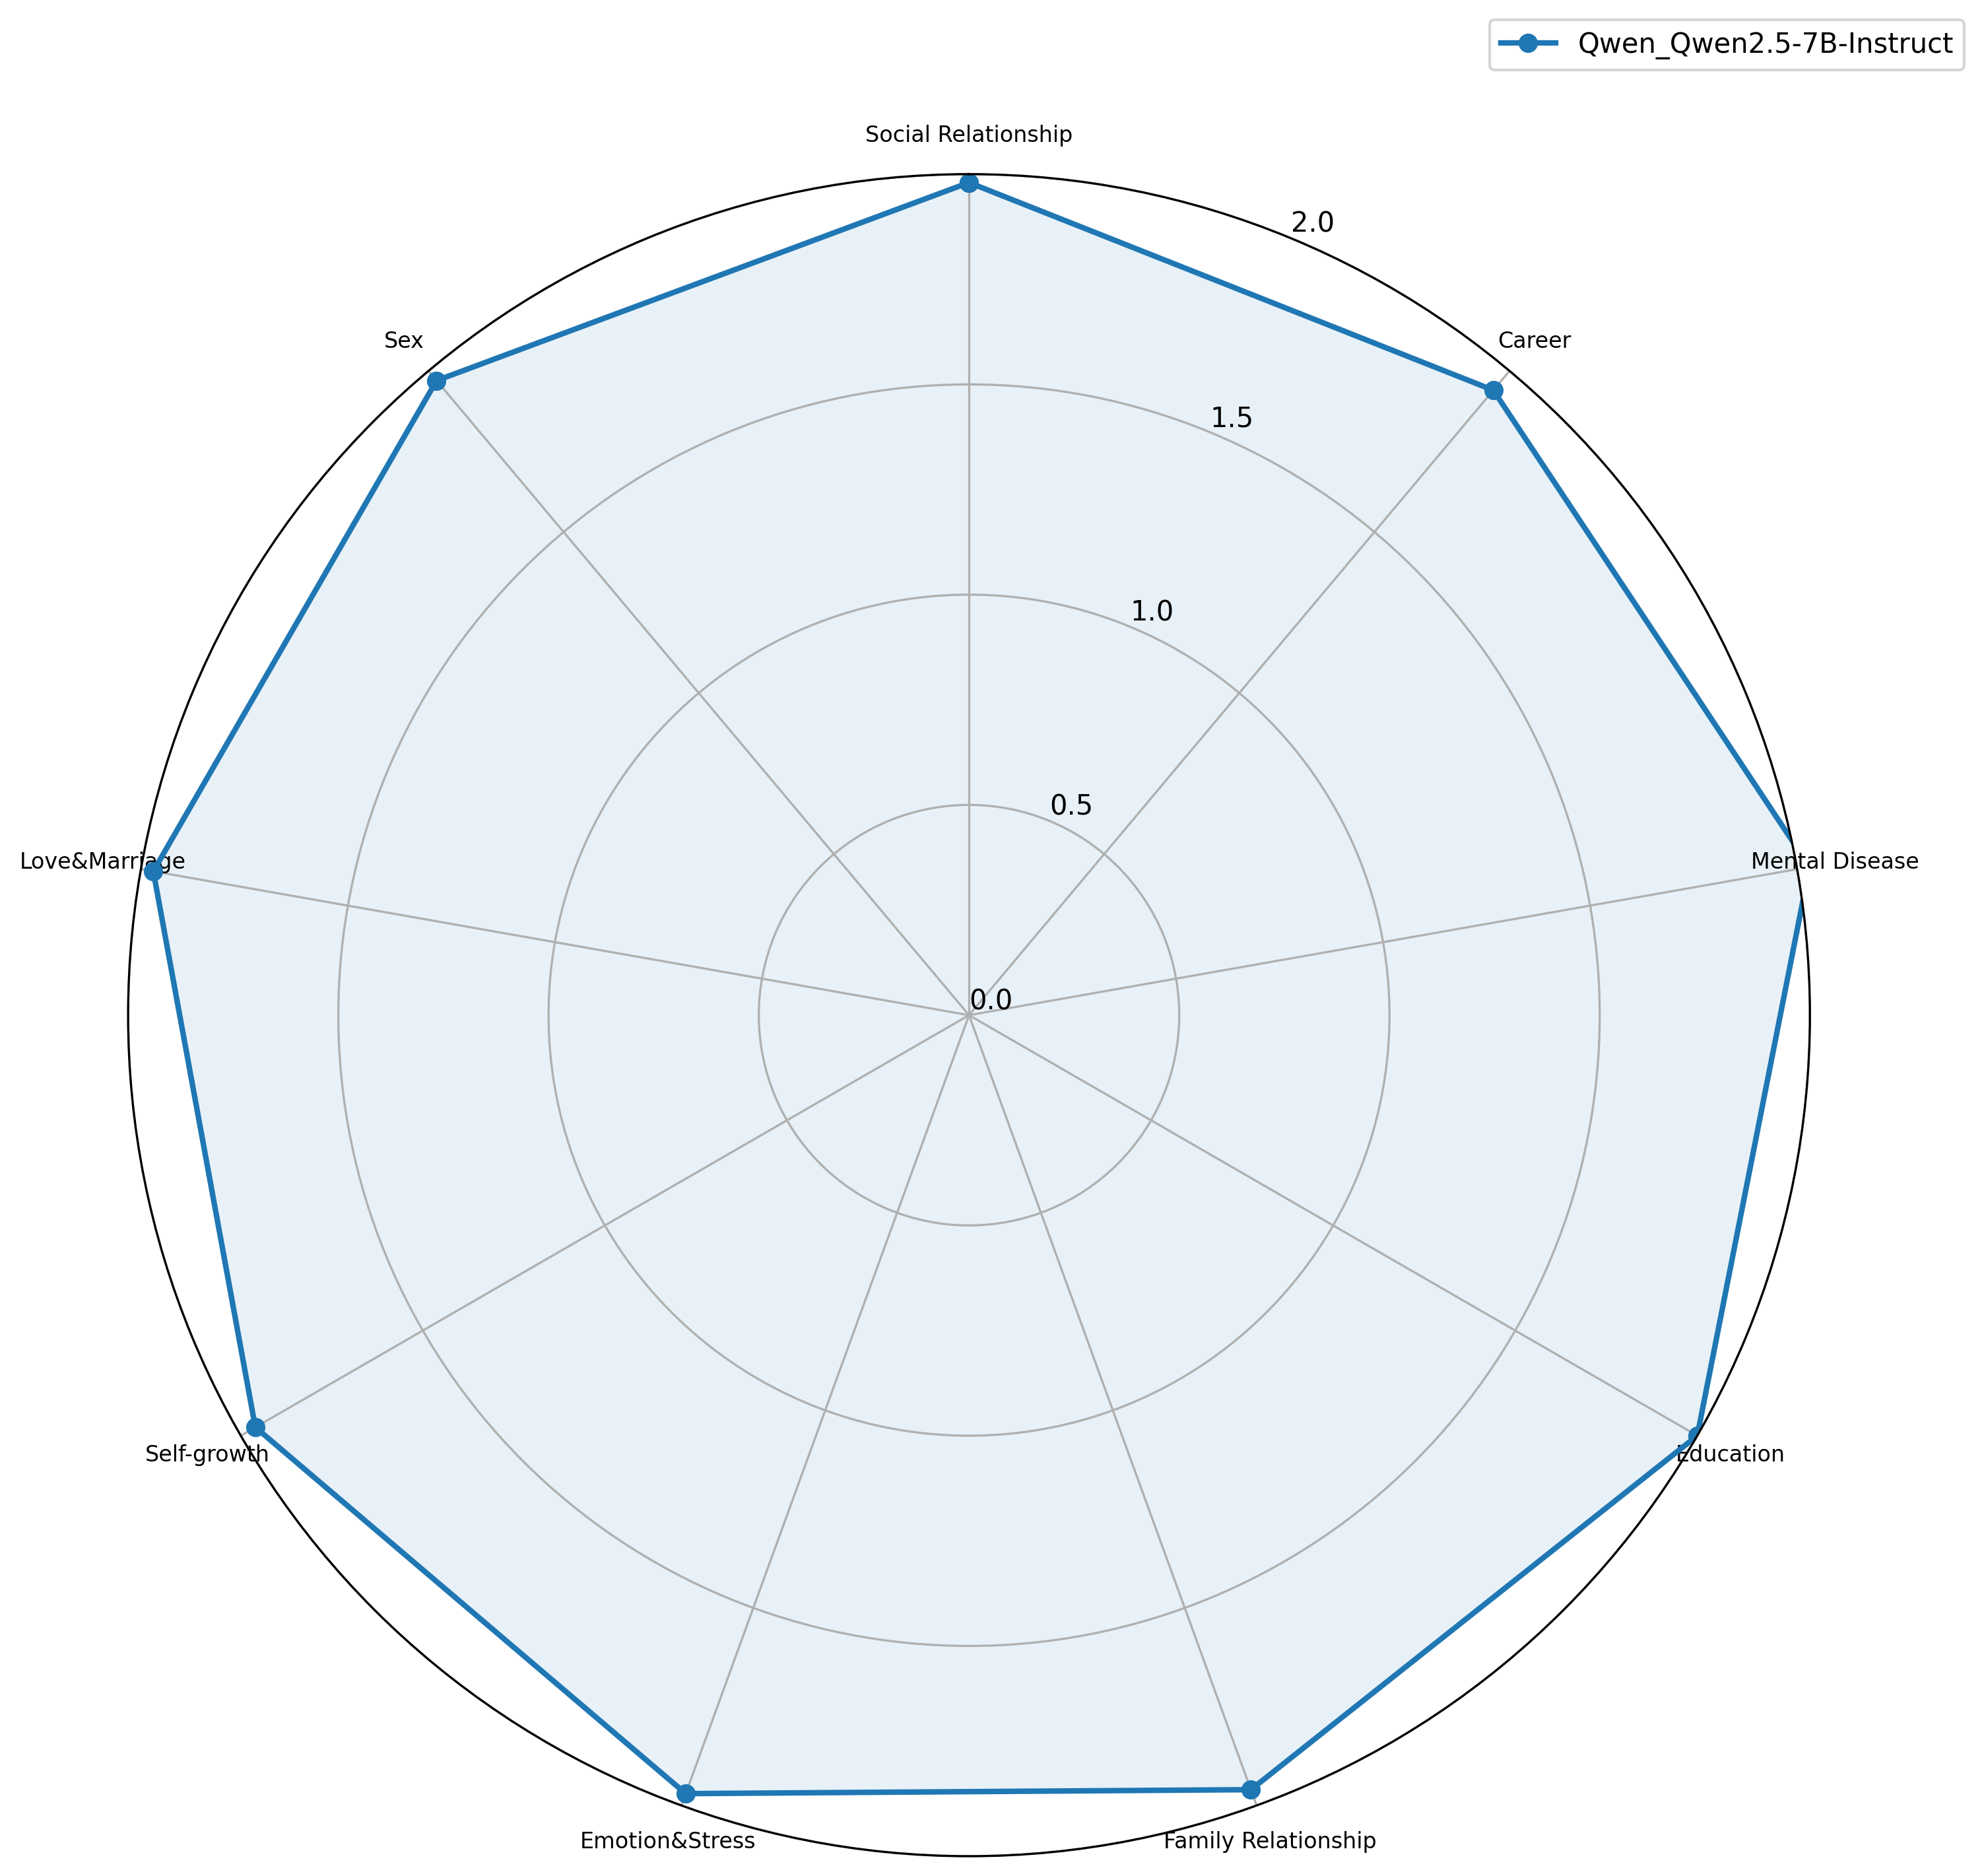 Qwen_Qwen2.5-7B-Instruct
Social Relationship
2.0
Sex
Career
1.5
1.0
0.5
Love&Marriage
Mental Disease
0.0
Self-growth
Education
Emotion&Stress
Family Relationship